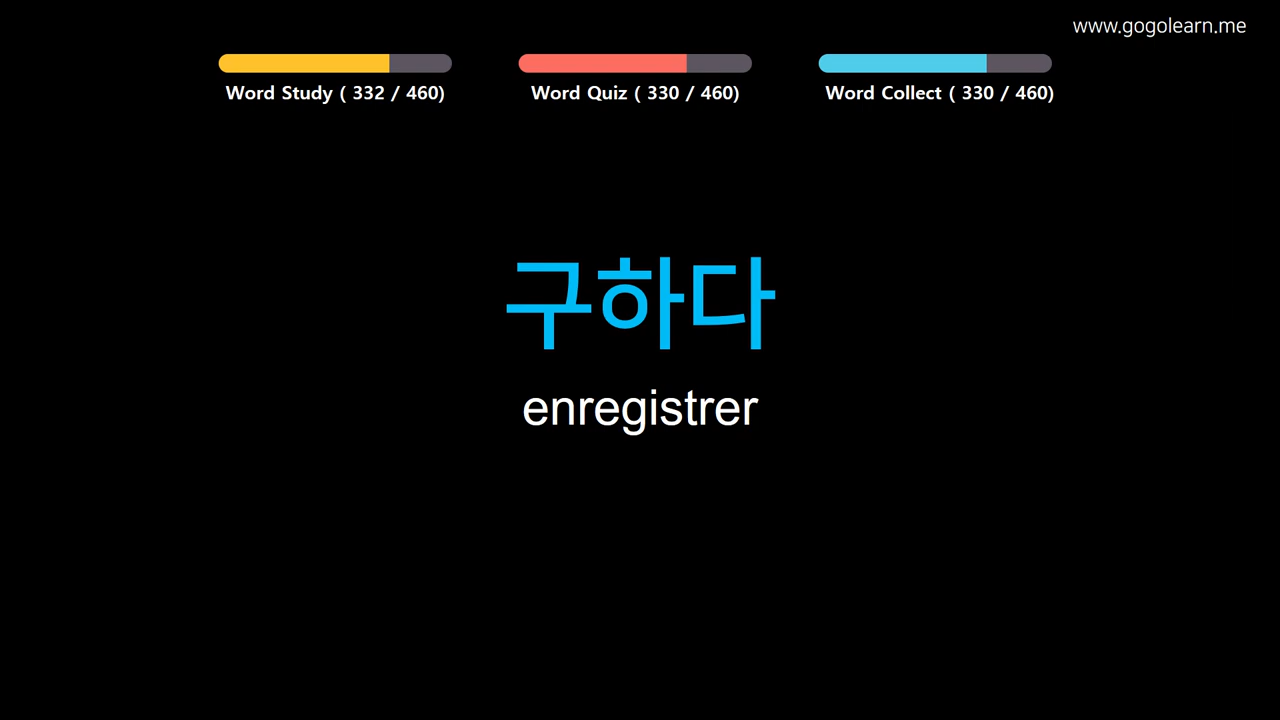 www.gogolearn.me
Word Study ( 332 / 460)
Word Quiz ( 330 / 460)
Word Collect ( 330 / 460)
구하다
enregistrer